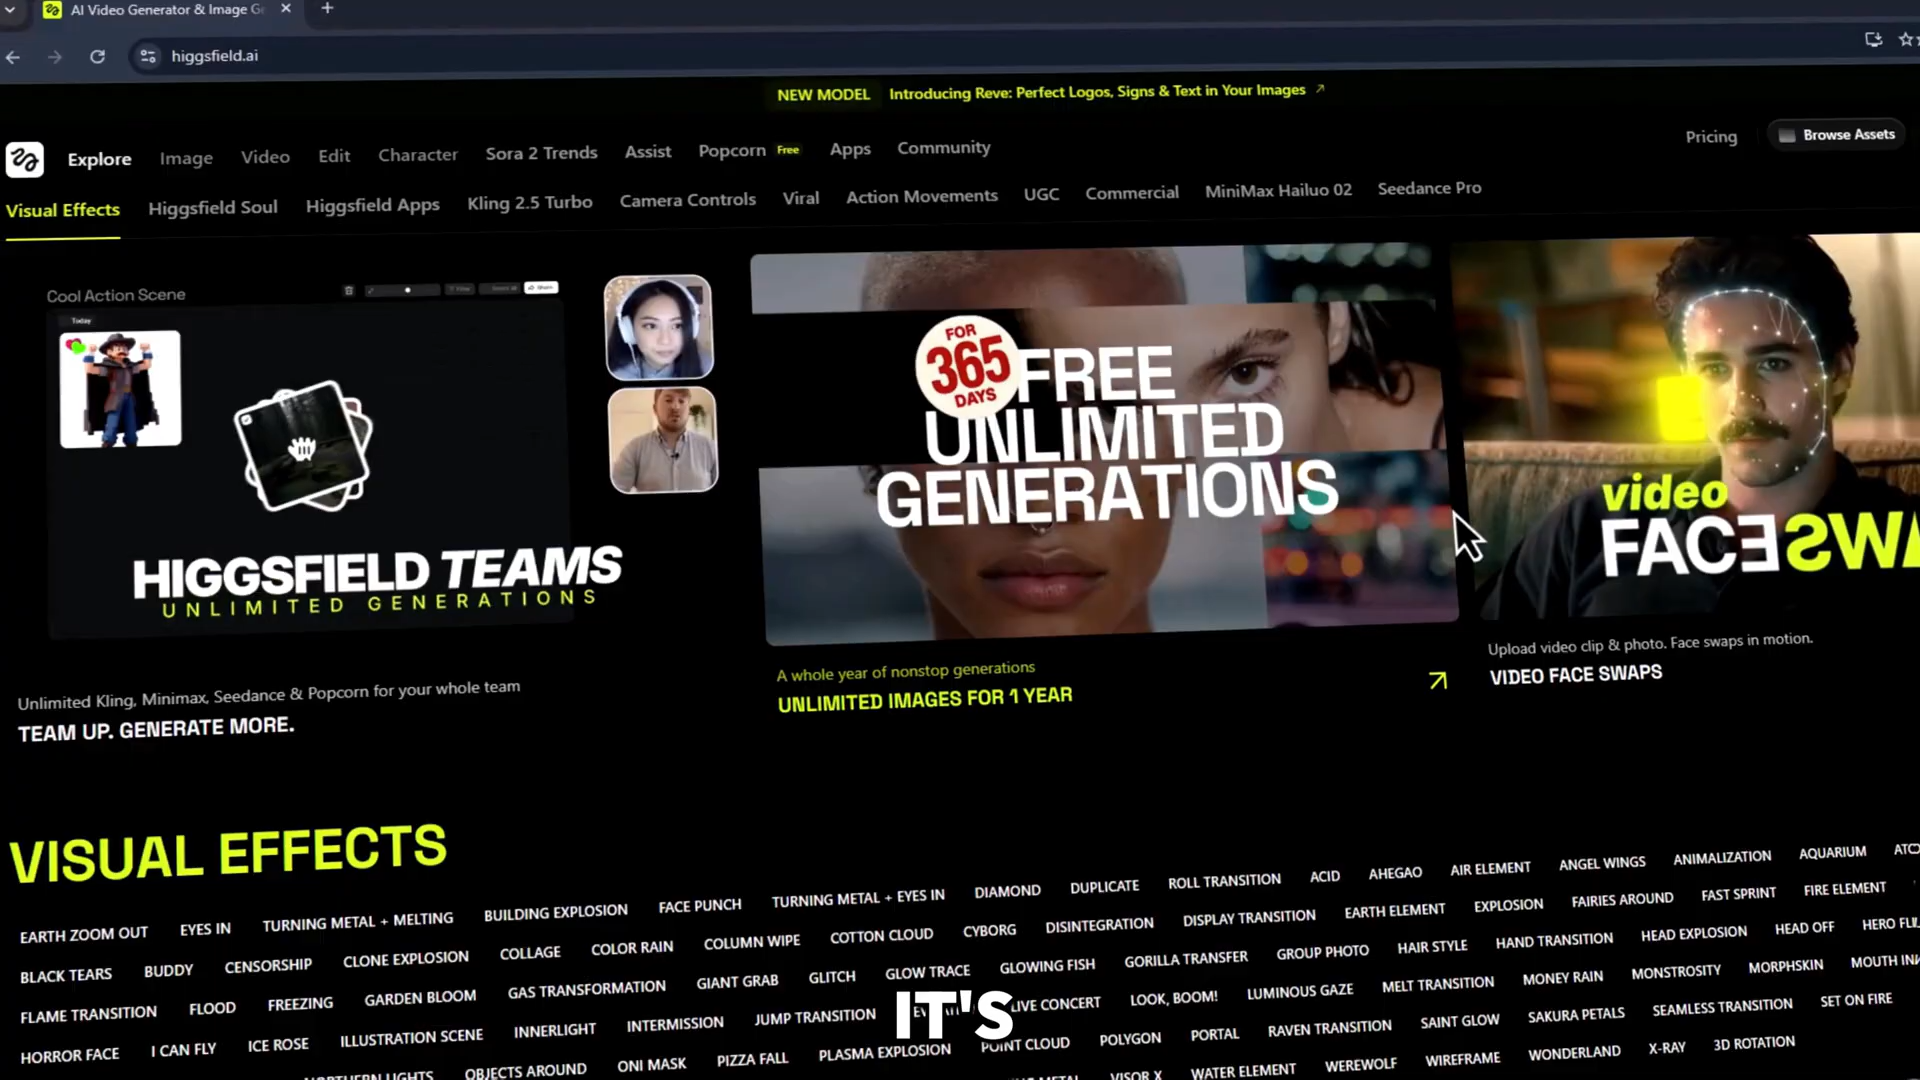 AI Video Generator & Image Ge
higgsfield.ai
NEW MODEL Introducing Reve: Perfect Logos, Signs & Text in Your Images
Explore Image Video Edit Character Sora 2 Trends Assist Popcorn Free Apps Community Pricing Browse Assets
Visual Effects Higgsfield Soul Higgsfield Apps Kling 2.5 Turbo Camera Controls Viral Action Movements UGC Commercial MiniMax Hailuo 02 Seedance Pro
Cool Action Scene
Share
Today
HIGGSFIELD TEAMS
UNLIMITED GENERATIONS
Unlimited Kling, Minimax, Seedance & Popcorn for your whole team
TEAM UP. GENERATE MORE.
FOR
365
DAYS
FREE
UNLIMITED
GENERATIONS
A whole year of nonstop generations
UNLIMITED IMAGES FOR 1 YEAR
video
FACE SWA
Upload video clip & photo. Face swaps in motion.
VIDEO FACE SWAPS
VISUAL EFFECTS
EARTH ZOOM OUT EYES IN TURNING METAL + MELTING BUILDING EXPLOSION FACE PUNCH TURNING METAL + EYES IN DIAMOND DUPLICATE ROLL TRANSITION ACID AHEGAO AIR ELEMENT ANGEL WINGS ANIMALIZATION AQUARIUM
BLACK TEARS BUDDY CENSORSHIP CLONE EXPLOSION COLLAGE COLOR RAIN COLUMN WIPE COTTON CLOUD CYBORG DISINTEGRATION DISPLAY TRANSITION EARTH ELEMENT EXPLOSION FAIRIES AROUND FAST SPRINT FIRE ELEMENT
FLAME TRANSITION FLOOD FREEZING GARDEN BLOOM GAS TRANSFORMATION GIANT GRAB GLITCH GLOW TRACE GLOWING FISH GORILLA TRANSFER GROUP PHOTO HAIR STYLE HAND TRANSITION HEAD EXPLOSION HEAD OFF HERO
HORROR FACE I CAN FLY ICE ROSE ILLUSTRATION SCENE INNERLIGHT INTERMISSION JUMP TRANSITION LIVE CONCERT LOOK, BOOM! LUMINOUS GAZE MELT TRANSITION MONEY RAIN MONSTROSITY MORPHSKIN MOUTH
NORTHERN LIGHTS OBJECTS AROUND ONI MASK PIZZA FALL PLASMA EXPLOSION POINT CLOUD POLYGON PORTAL RAVEN TRANSITION SAINT GLOW SAKURA PETALS SEAMLESS TRANSITION SET ON FIRE
METAL VISOR X WATER ELEMENT WEREWOLF WIREFRAME WONDERLAND X-RAY 3D ROTATION
IT'S